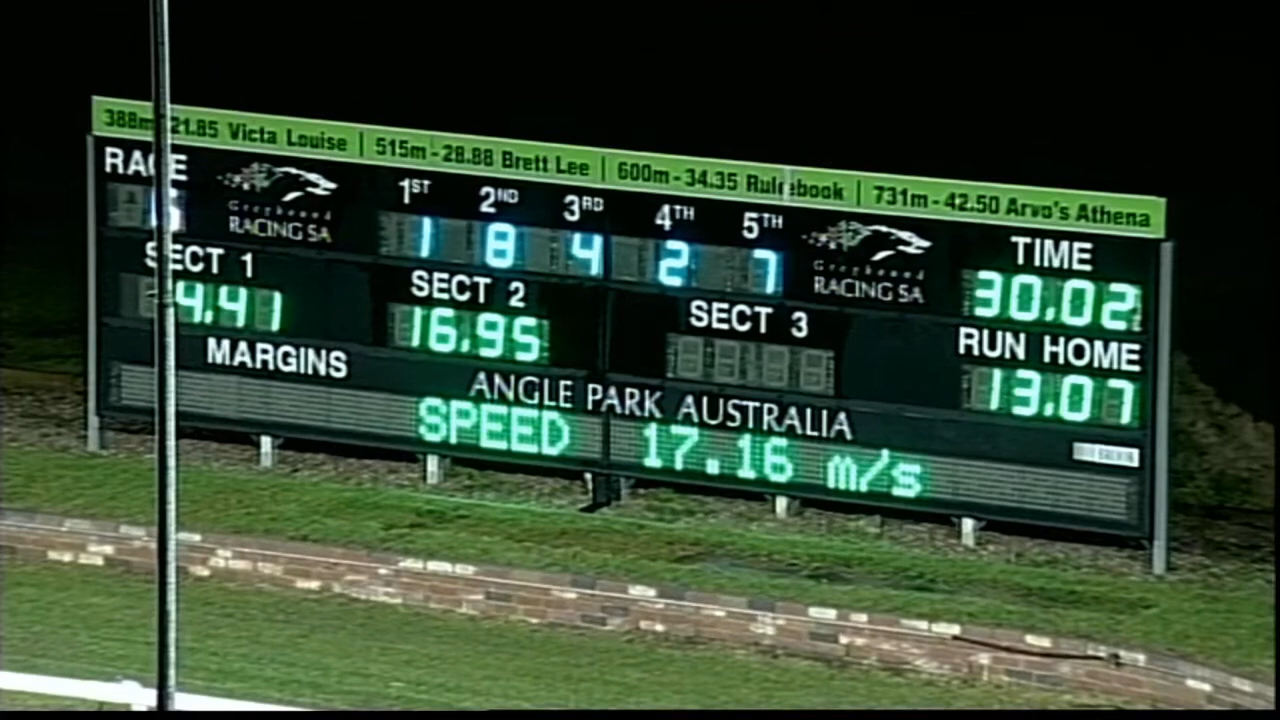 388m 21.85 Victa Louise | 515m - 28.88 Brett Lee | 600m - 34.35 Rulebook | 731m - 42.50 Arvo's Athena
RACE 1ST 2ND 3RD 4TH 5TH TIME
6 Greyhound RACING SA 1 8 4 2 7 Greyhound RACING SA 30.02
SECT 1 SECT 2 SECT 3 RUN HOME
4.41 16.95 13.07
MARGINS ANGLE PARK AUSTRALIA
SPEED 17.16 m/s